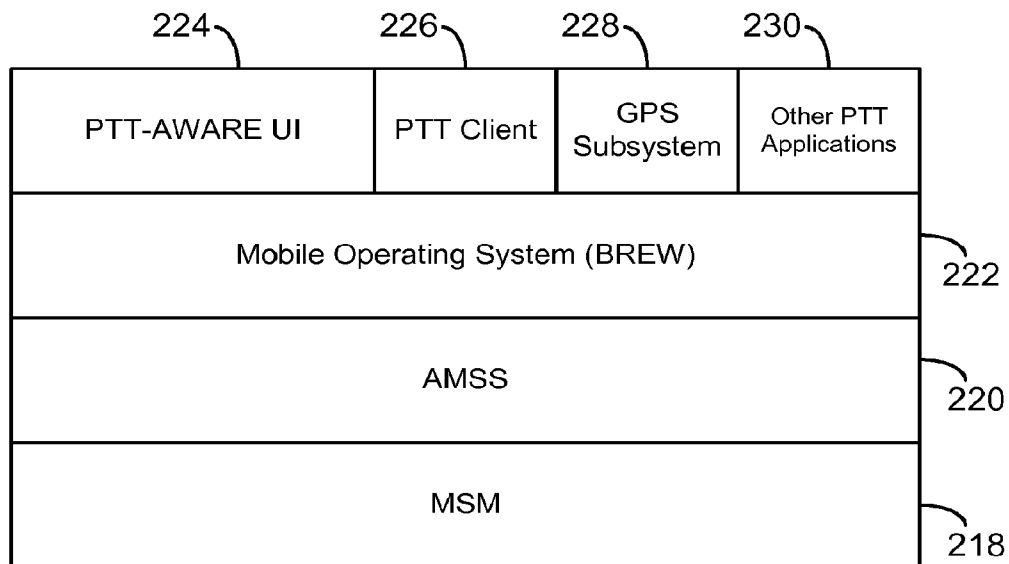 224
226
228
230
PTT-AWARE UI
PTT Client
GPS
Subsystem
Other PTT
Applications
Mobile Operating System (BREW)
222
AMSS
220
MSM
218